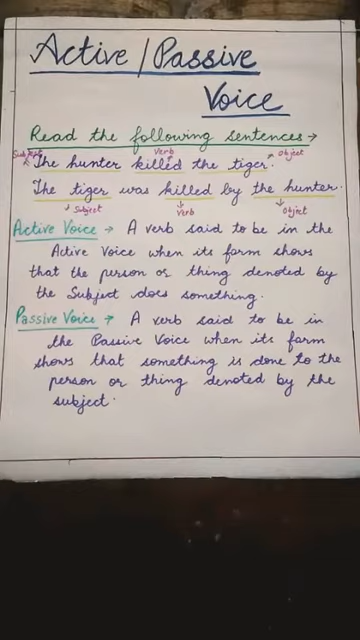 Active / Passive
Voice
Read the following sentences →
Subject Verb Object
The hunter killed the tiger.
The tiger was killed by the hunter.
Subject Verb Object
Active Voice → A verb said to be in the
Active Voice when its form shows
that the person or thing denoted by
the Subject does something.
Passive Voice → A verb said to be in
the Passive Voice when its form
shows that something is done to the
person or thing denoted by the
subject.